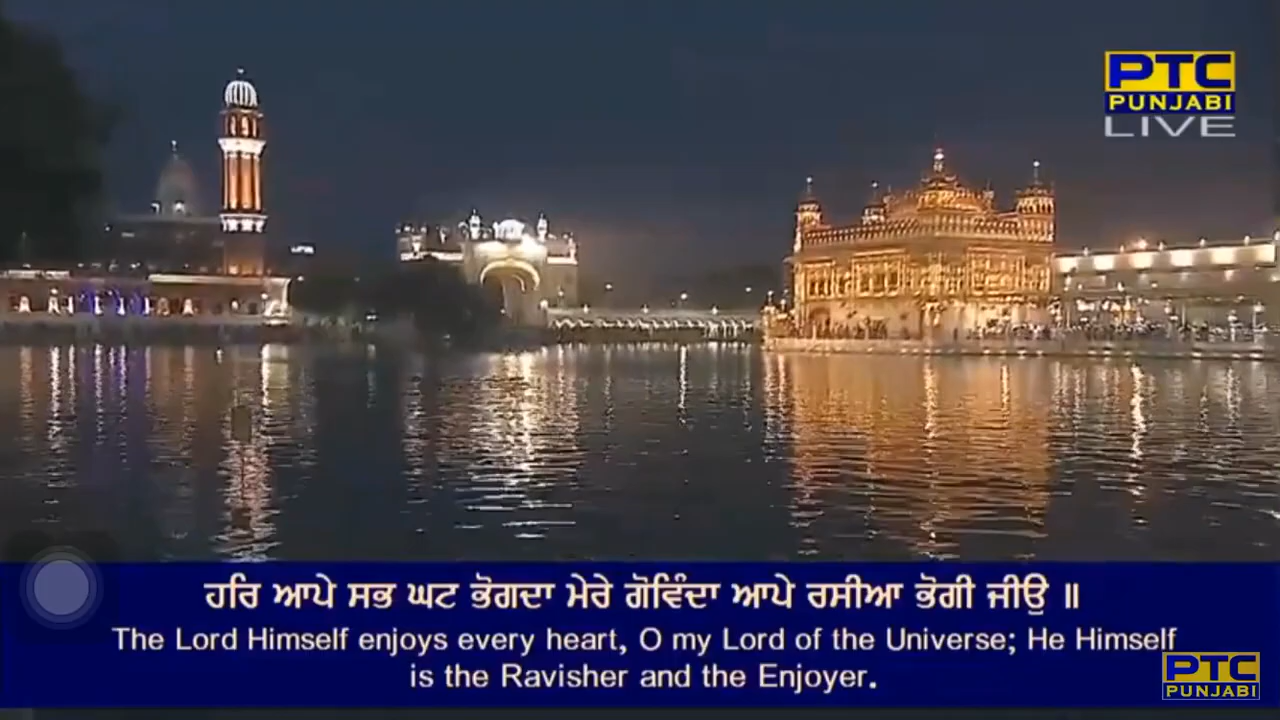 PTC
PUNJABI
LIVE
ਹਰਿ ਆਪੇ ਸਭ ਘਟ ਭੋਗਦਾ ਮੇਰੇ ਗੋਵਿੰਦਾ ਆਪੇ ਰਸੀਆ ਭੋਗੀ ਜੀਉ ॥
The Lord Himself enjoys every heart, O my Lord of the Universe; He Himself
is the Ravisher and the Enjoyer.
PTC
PUNJABI